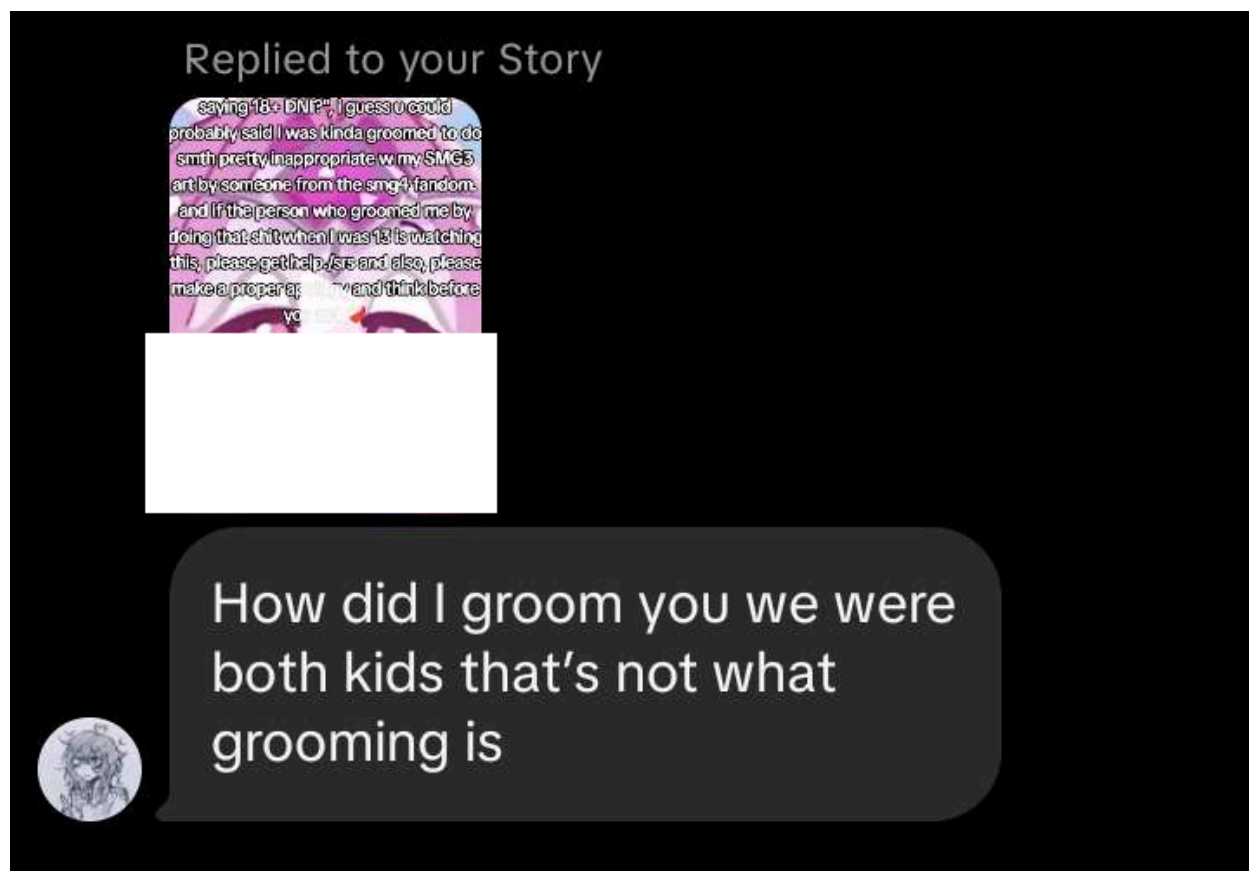 Replied to your Story
saying "18+ DNI?", I guess u could
probably said I was kinda groomed to do
smth pretty inappropriate w my SMG3
art by someone from the smg4 fandom.
and if the person who groomed me by
doing that shit when I was 13 is watching
this, please get help /srs and also, please
make a proper and think before
How did I groom you we were
both kids that's not what
grooming is